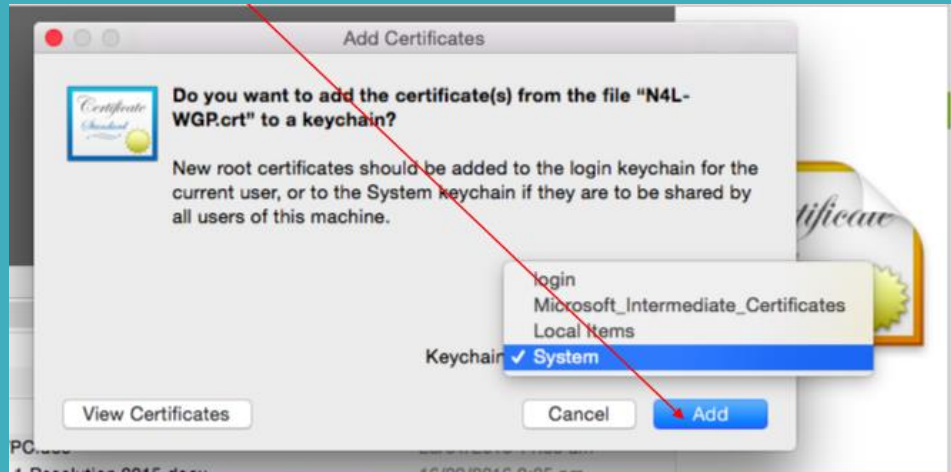 Add Certificates
Certificate
Standard
Do you want to add the certificate(s) from the file "N4L-
WGP.crt" to a keychain?
New root certificates should be added to the login keychain for the
current user, or to the System keychain if they are to be shared by
all users of this machine.
login
Microsoft_Intermediate_Certificates
Local Items
Keychain ✓ System
View Certificates
Cancel
Add